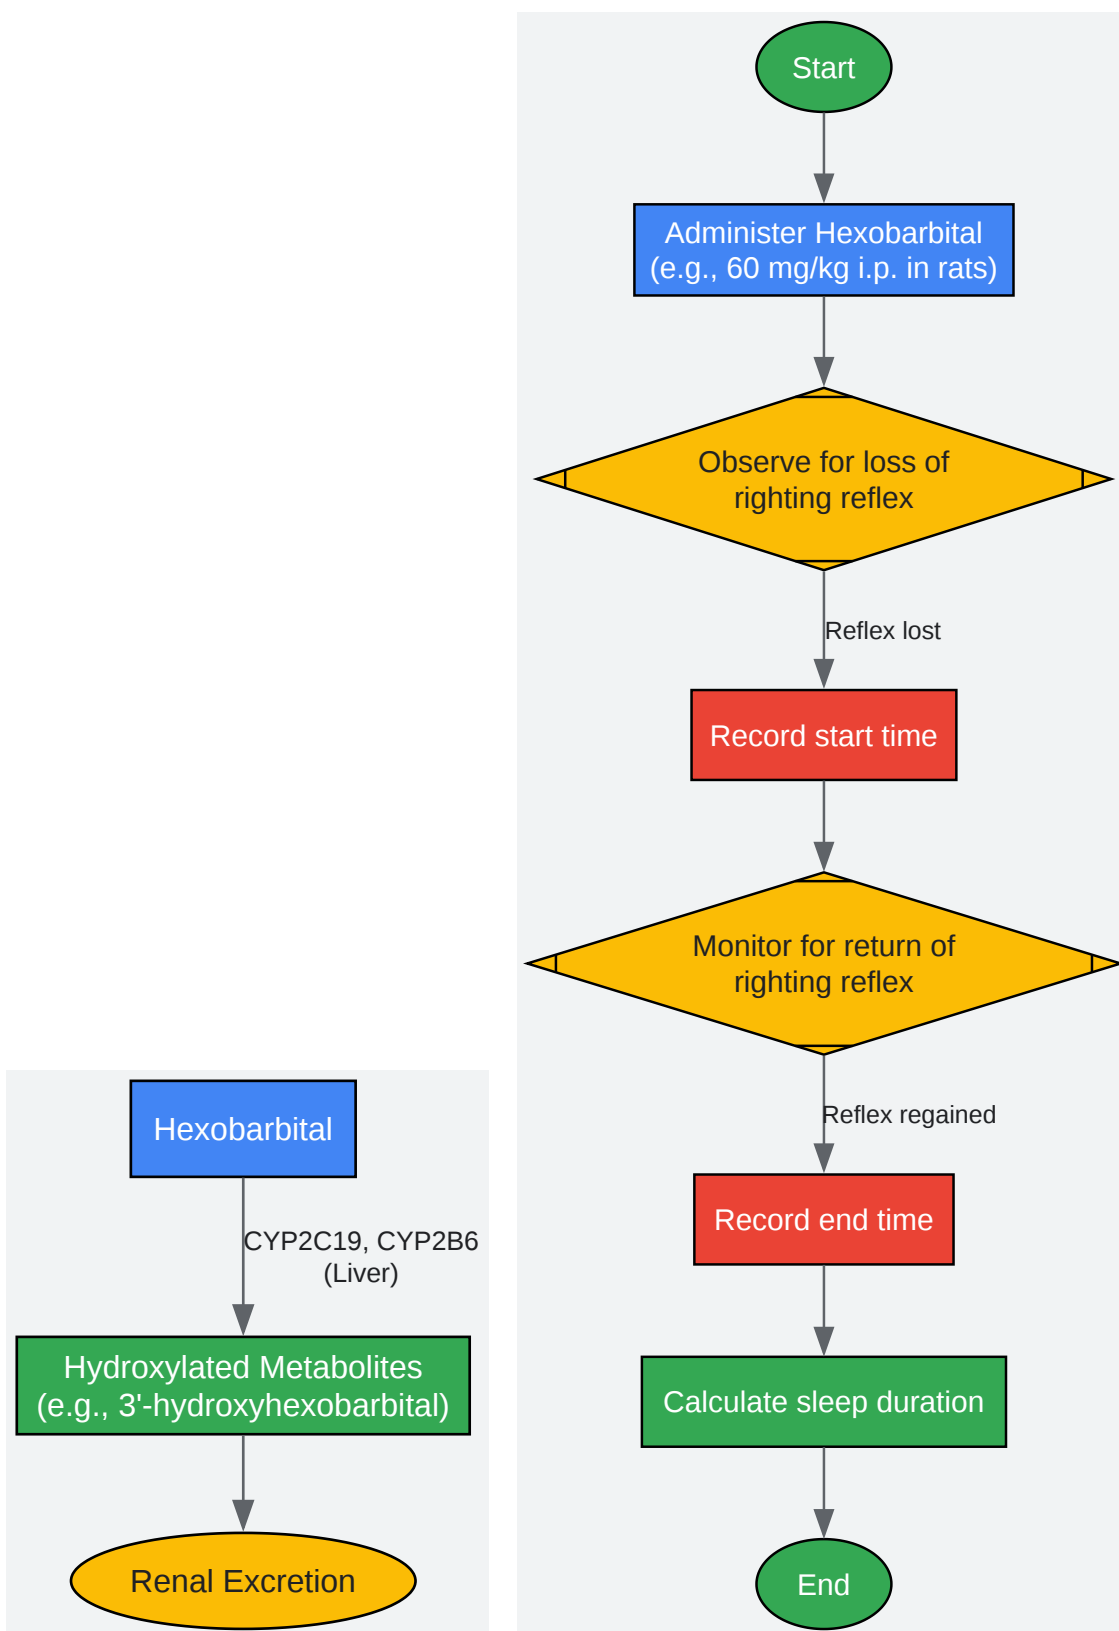 Start
Administer Hexobarbital
(e.g., 60 mg/kg i.p. in rats)
Observe for loss of
righting reflex
Reflex lost
Record start time
Monitor for return of
righting reflex
Reflex regained
Record end time
Calculate sleep duration
End
Hexobarbital
CYP2C19, CYP2B6
(Liver)
Hydroxylated Metabolites
(e.g., 3'-hydroxyhexobarbital)
Renal Excretion